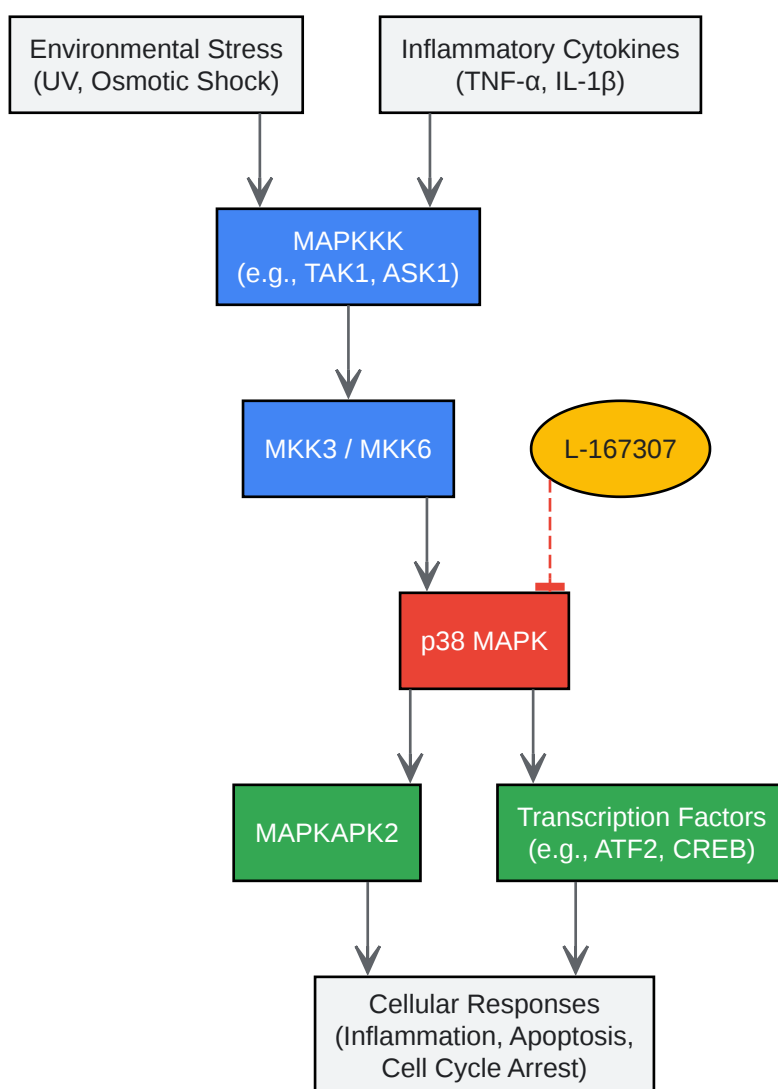 Environmental Stress
(UV, Osmotic Shock)
Inflammatory Cytokines
(TNF-α, IL-1β)
MAPKKK
(e.g., TAK1, ASK1)
MKK3 / MKK6
L-167307
p38 MAPK
MAPKAPK2
Transcription Factors
(e.g., ATF2, CREB)
Cellular Responses
(Inflammation, Apoptosis,
Cell Cycle Arrest)